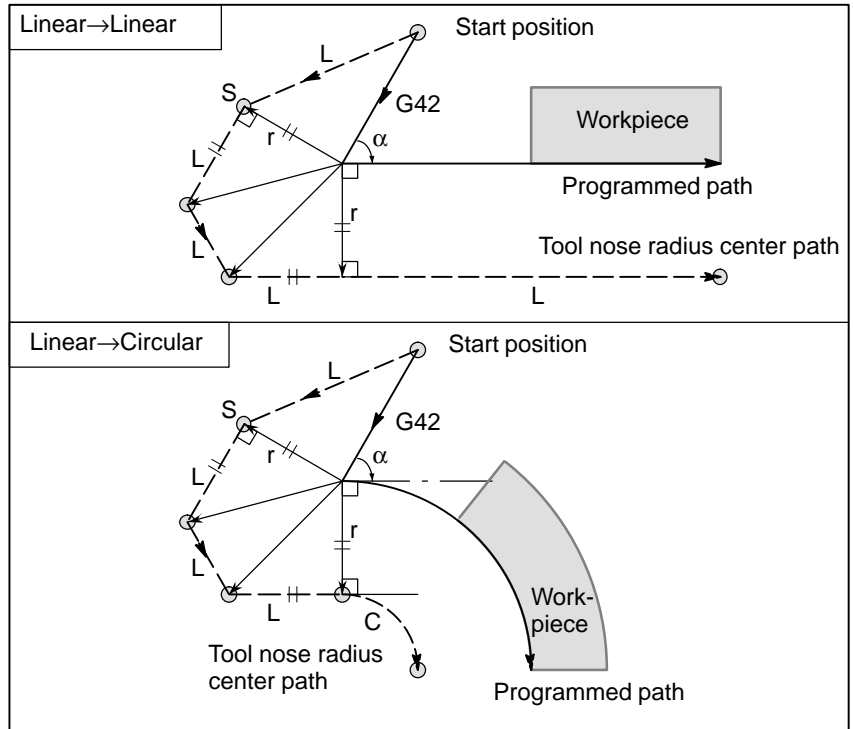 Linear→Linear
Start position
L
S
G42
r
α
Workpiece
L
Programmed path
r
L
Tool nose radius center path
L
L
Linear→Circular
Start position
L
S
G42
r
α
L
r
L
Work-
piece
L
C
Tool nose radius
center path
Programmed path